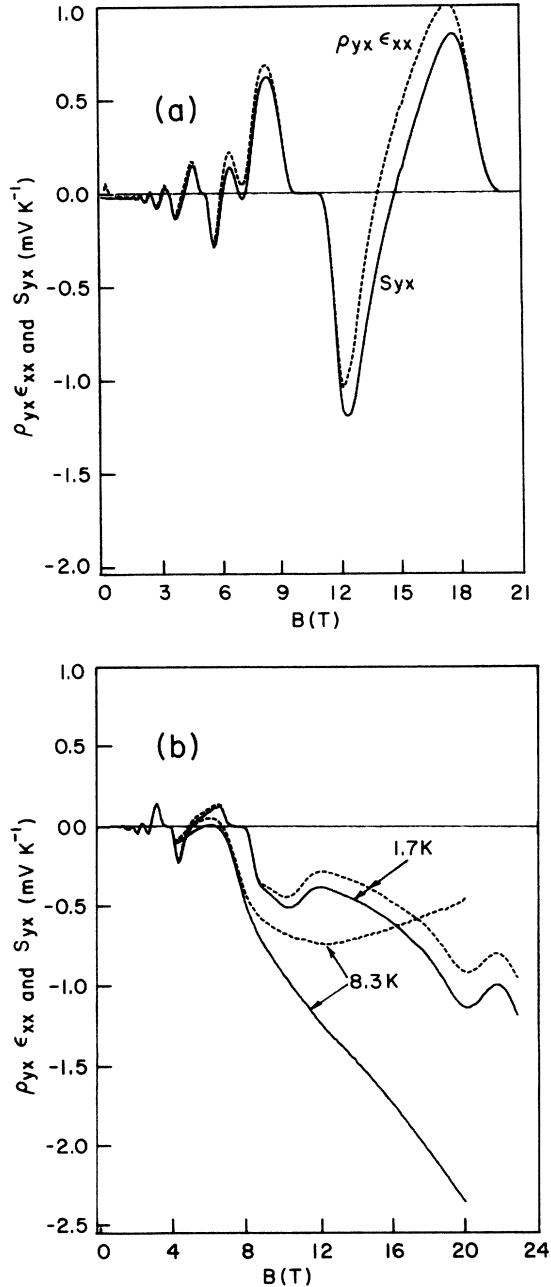 1.0
0.5
0.0
-0.5
-1.0
-1.5
-2.0
ρyx εxx and Syx (mV K⁻¹)
(a)
ρyx εxx
Syx
0 3 6 9 12 15 18 21
B(T)
1.0
0.5
0.0
-0.5
-1.0
-1.5
-2.0
-2.5
ρyx εxx and Syx (mV K⁻¹)
(b)
1.7K
8.3K
0 4 8 12 16 20 24
B(T)